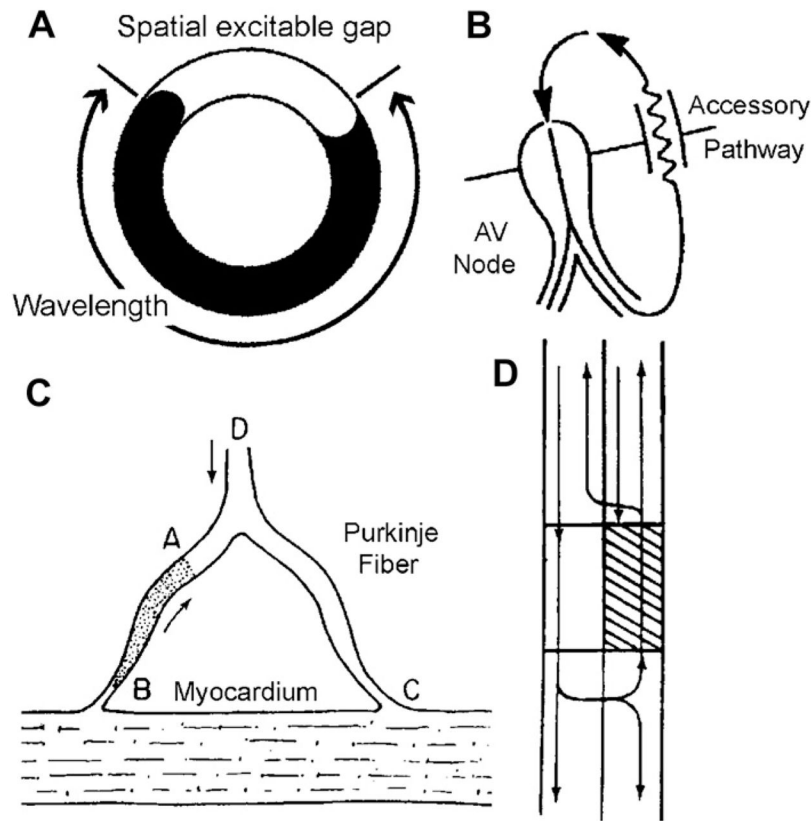 A
Spatial excitable gap
Wavelength
B
Accessory
Pathway
AV
Node
C
D
A
Purkinje
Fiber
B
Myocardium
C
D